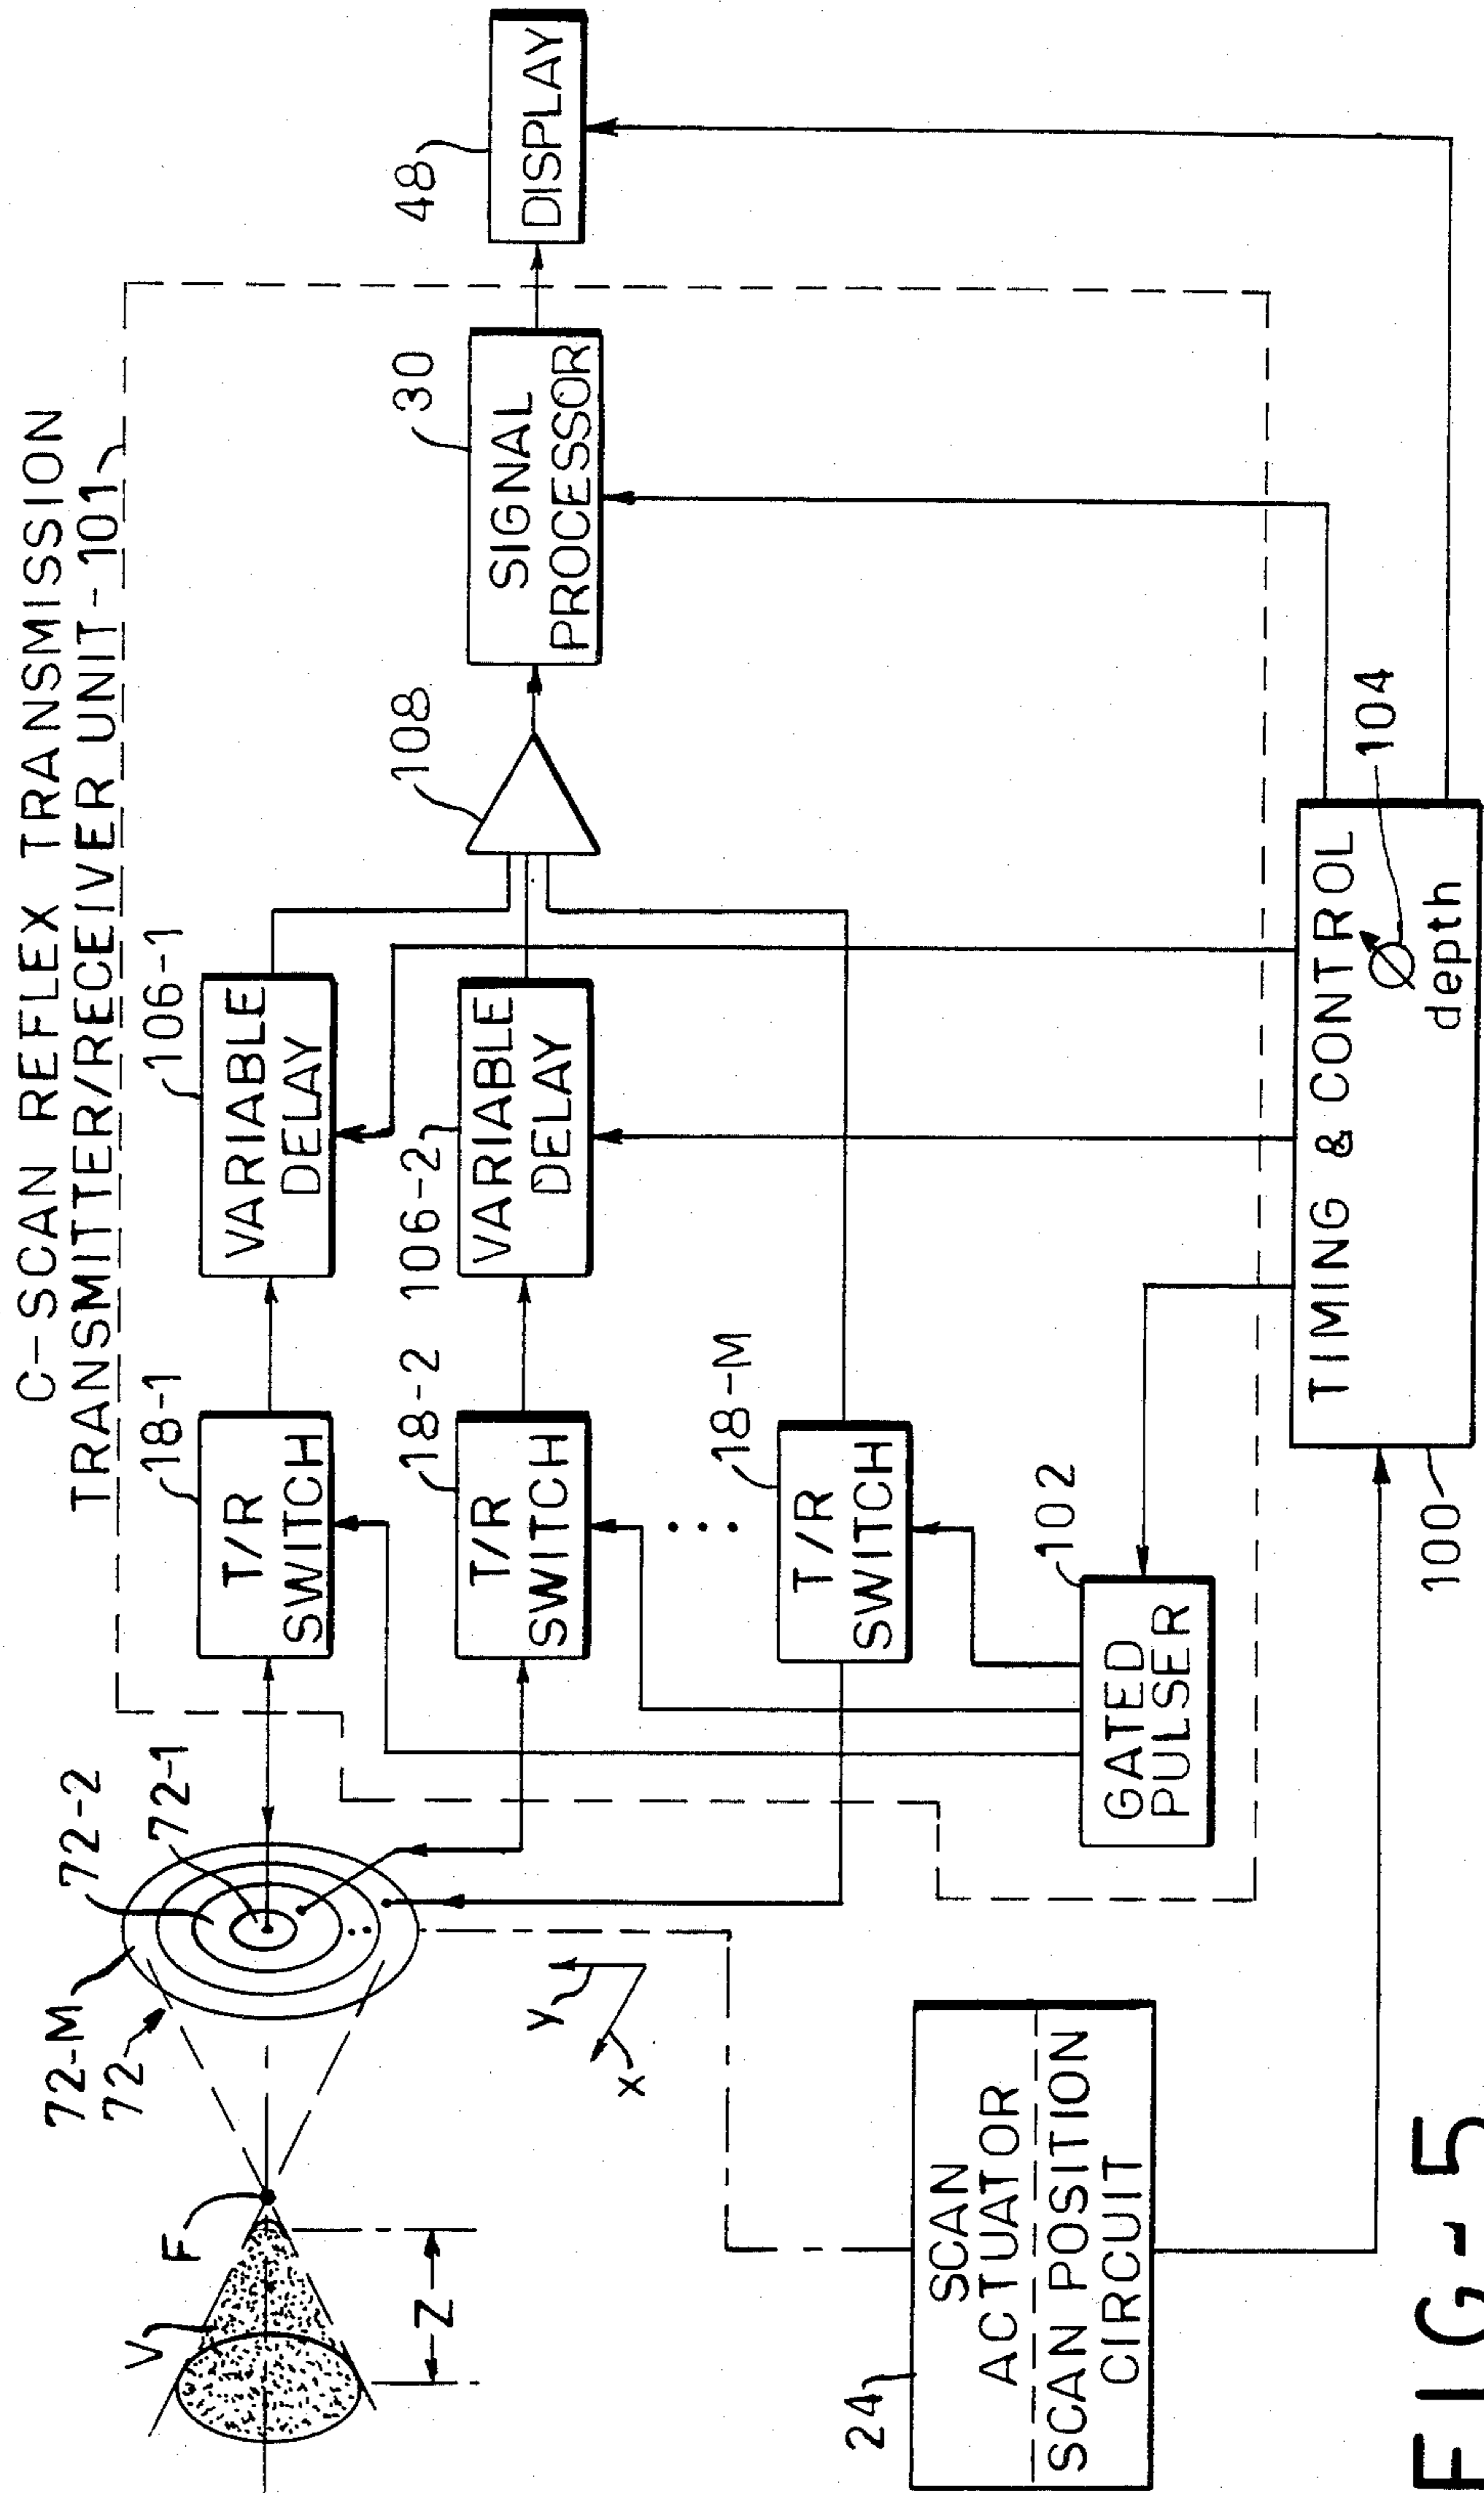 C-SCAN REFLEX TRANSMISSION
TRANSMITTER/RECEIVER UNIT-101
72-M
72
72-2
72-1
F
V
Z
Y
X
18-1
T/R
SWITCH
106-1
VARIABLE
DELAY
18-2
T/R
SWITCH
106-2
VARIABLE
DELAY
18-M
T/R
SWITCH
108
30
SIGNAL
PROCESSOR
48
DISPLAY
102
GATED
PULSER
24
SCAN
ACTUATOR
SCAN POSITION
CIRCUIT
100
TIMING & CONTROL
104
depth
FIG-5